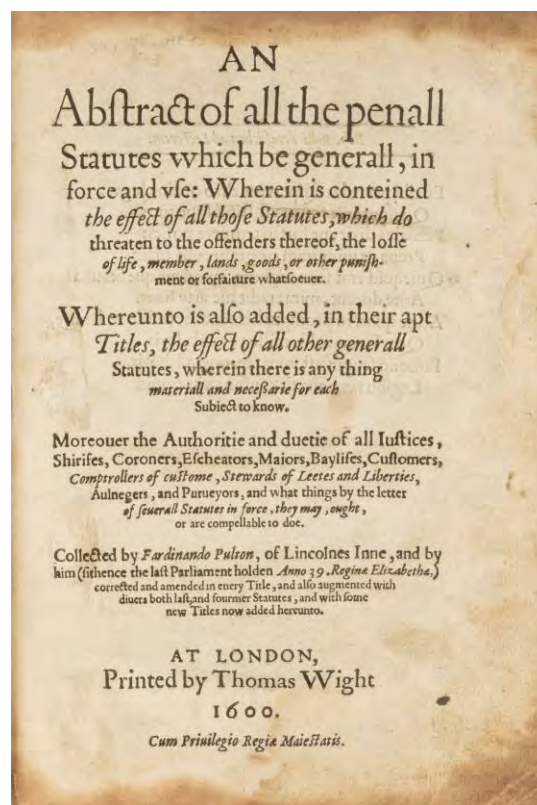 AN
Abſtract of all the penall
Statutes which be generall, in
force and vſe: Wherein is conteined
the effect of all thoſe Statutes, which do
threaten to the offenders thereof, the loſſe
of life, member, lands, goods, or other puniſh-
ment or forfaiture whatſoeuer.
Whereunto is alſo added, in their apt
Titles, the effect of all other generall
Statutes, wherein there is any thing
materiall and neceſſarie for each
Subiect to know.
Moreouer the Authoritie and duetie of all Iuſtices,
Shirifes, Coroners, Eſcheators, Maiors, Baylifes, Cuſtomers,
Comptrollers of cuſtome, Stewards of Leetes and Liberties,
Aulnegers, and Purueyors, and what things by the letter
of ſeuerall Statutes in force, they may, ought,
or are compellable to doe.
Collected by Fardinando Pulton, of Lincolnes Inne, and by
him (ſithence the laſt Parliament holden Anno 39. Reginæ Elizabethæ,)
corrected and amended in euery Title, and alſo augmented with
diuers both laſt, and fourmer Statutes, and with ſome
new Titles now added hereunto.
AT LONDON,
Printed by Thomas Wight
1600.
Cum Priuilegio Regiæ Maieſtatis.